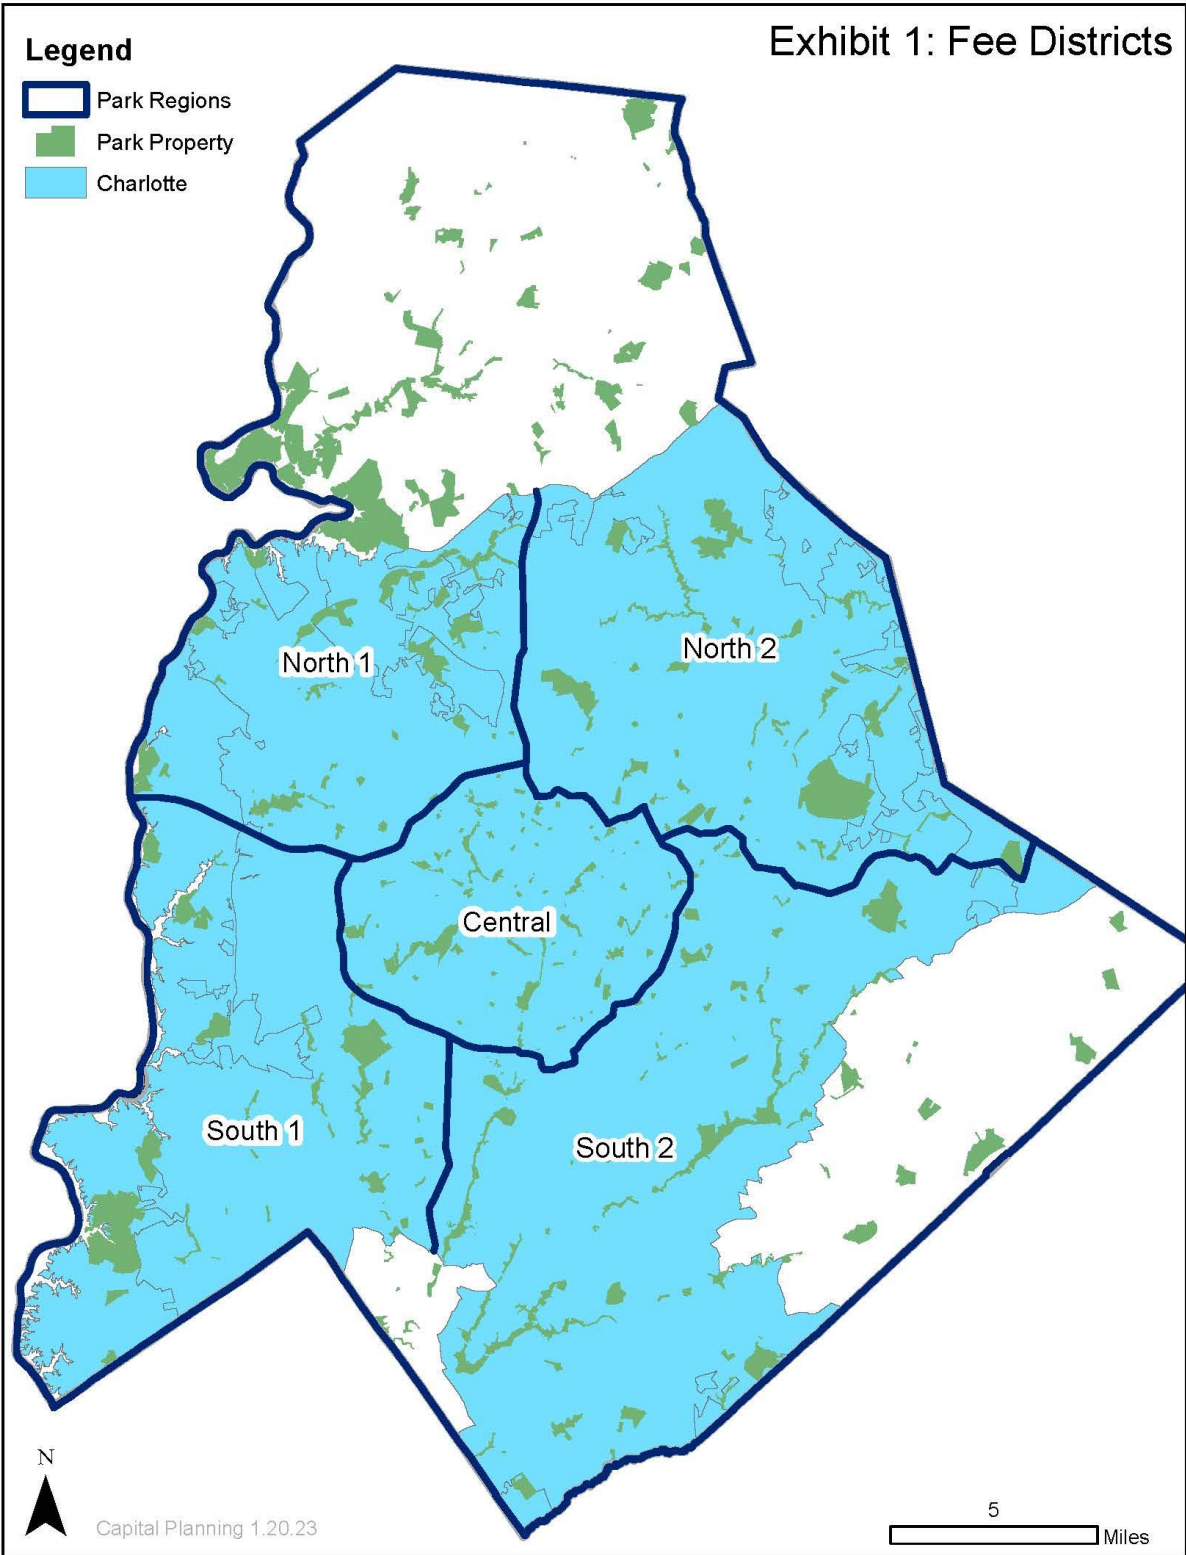 Exhibit 1: Fee Districts
Legend
Park Regions
Park Property
Charlotte
North 1
North 2
Central
South 1
South 2
N
Capital Planning 1.20.23
5
Miles